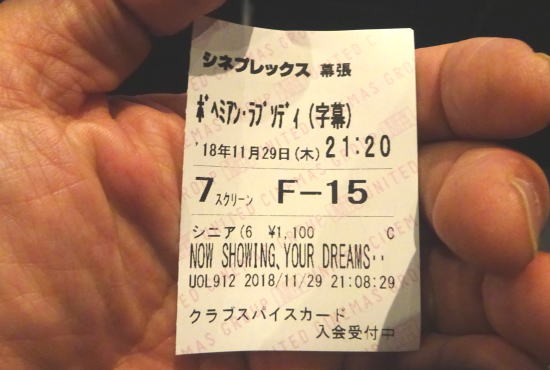 シネプレックス 幕張
ボヘミアン・ラプソディ(字幕)
'18年11月29日(木) 21:20
7スクリーン F-15
シニア(6 ¥1,100 C
NOW SHOWING、YOUR DREAMS・・
UOL912 2018/11/29 21:08:29
クラブスパイスカード
入会受付中